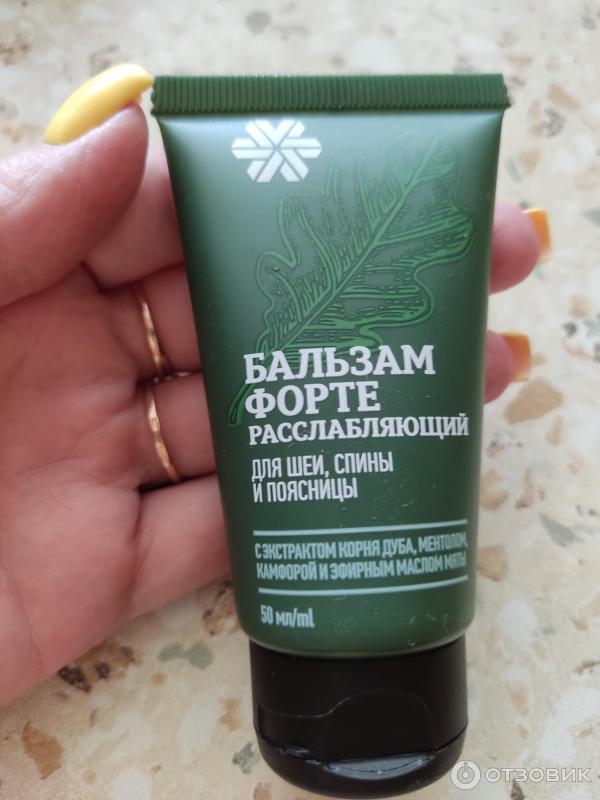 БАЛЬЗАМ
ФОРТЕ
РАССЛАБЛЯЮЩИЙ
ДЛЯ ШЕИ, СПИНЫ
И ПОЯСНИЦЫ
С ЭКСТРАКТОМ КОРНЯ ДУБА, МЕНТОЛОМ,
КАМФОРОЙ И ЭФИРНЫМ МАСЛОМ МЯТЫ
50 мл/ml
ОТЗОВИК